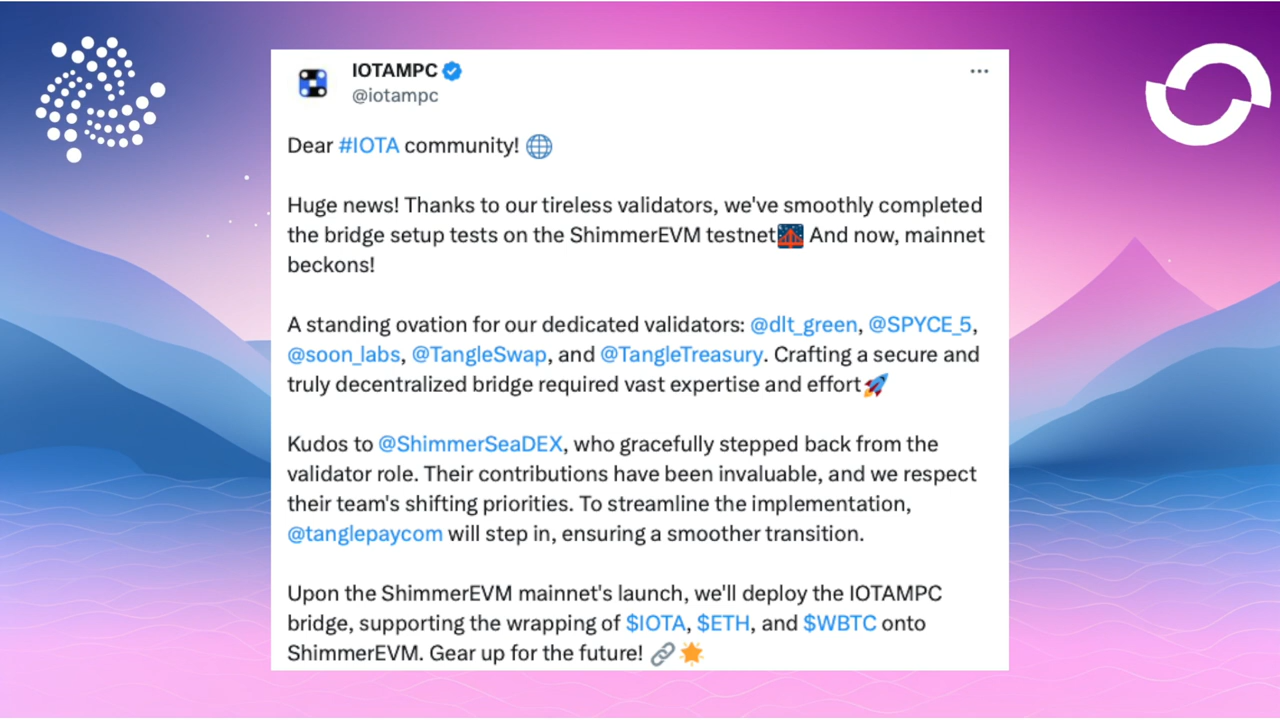 IOTAMPC
@iotampc
Dear #IOTA community! 🌐
Huge news! Thanks to our tireless validators, we've smoothly completed
the bridge setup tests on the ShimmerEVM testnet🌉 And now, mainnet
beckons!
A standing ovation for our dedicated validators: @dlt_green, @SPYCE_5,
@soon_labs, @TangleSwap, and @TangleTreasury. Crafting a secure and
truly decentralized bridge required vast expertise and effort🚀
Kudos to @ShimmerSeaDEX, who gracefully stepped back from the
validator role. Their contributions have been invaluable, and we respect
their team's shifting priorities. To streamline the implementation,
@tanglepaycom will step in, ensuring a smoother transition.
Upon the ShimmerEVM mainnet's launch, we'll deploy the IOTAMPC
bridge, supporting the wrapping of $IOTA, $ETH, and $WBTC onto
ShimmerEVM. Gear up for the future! 🔗🌟